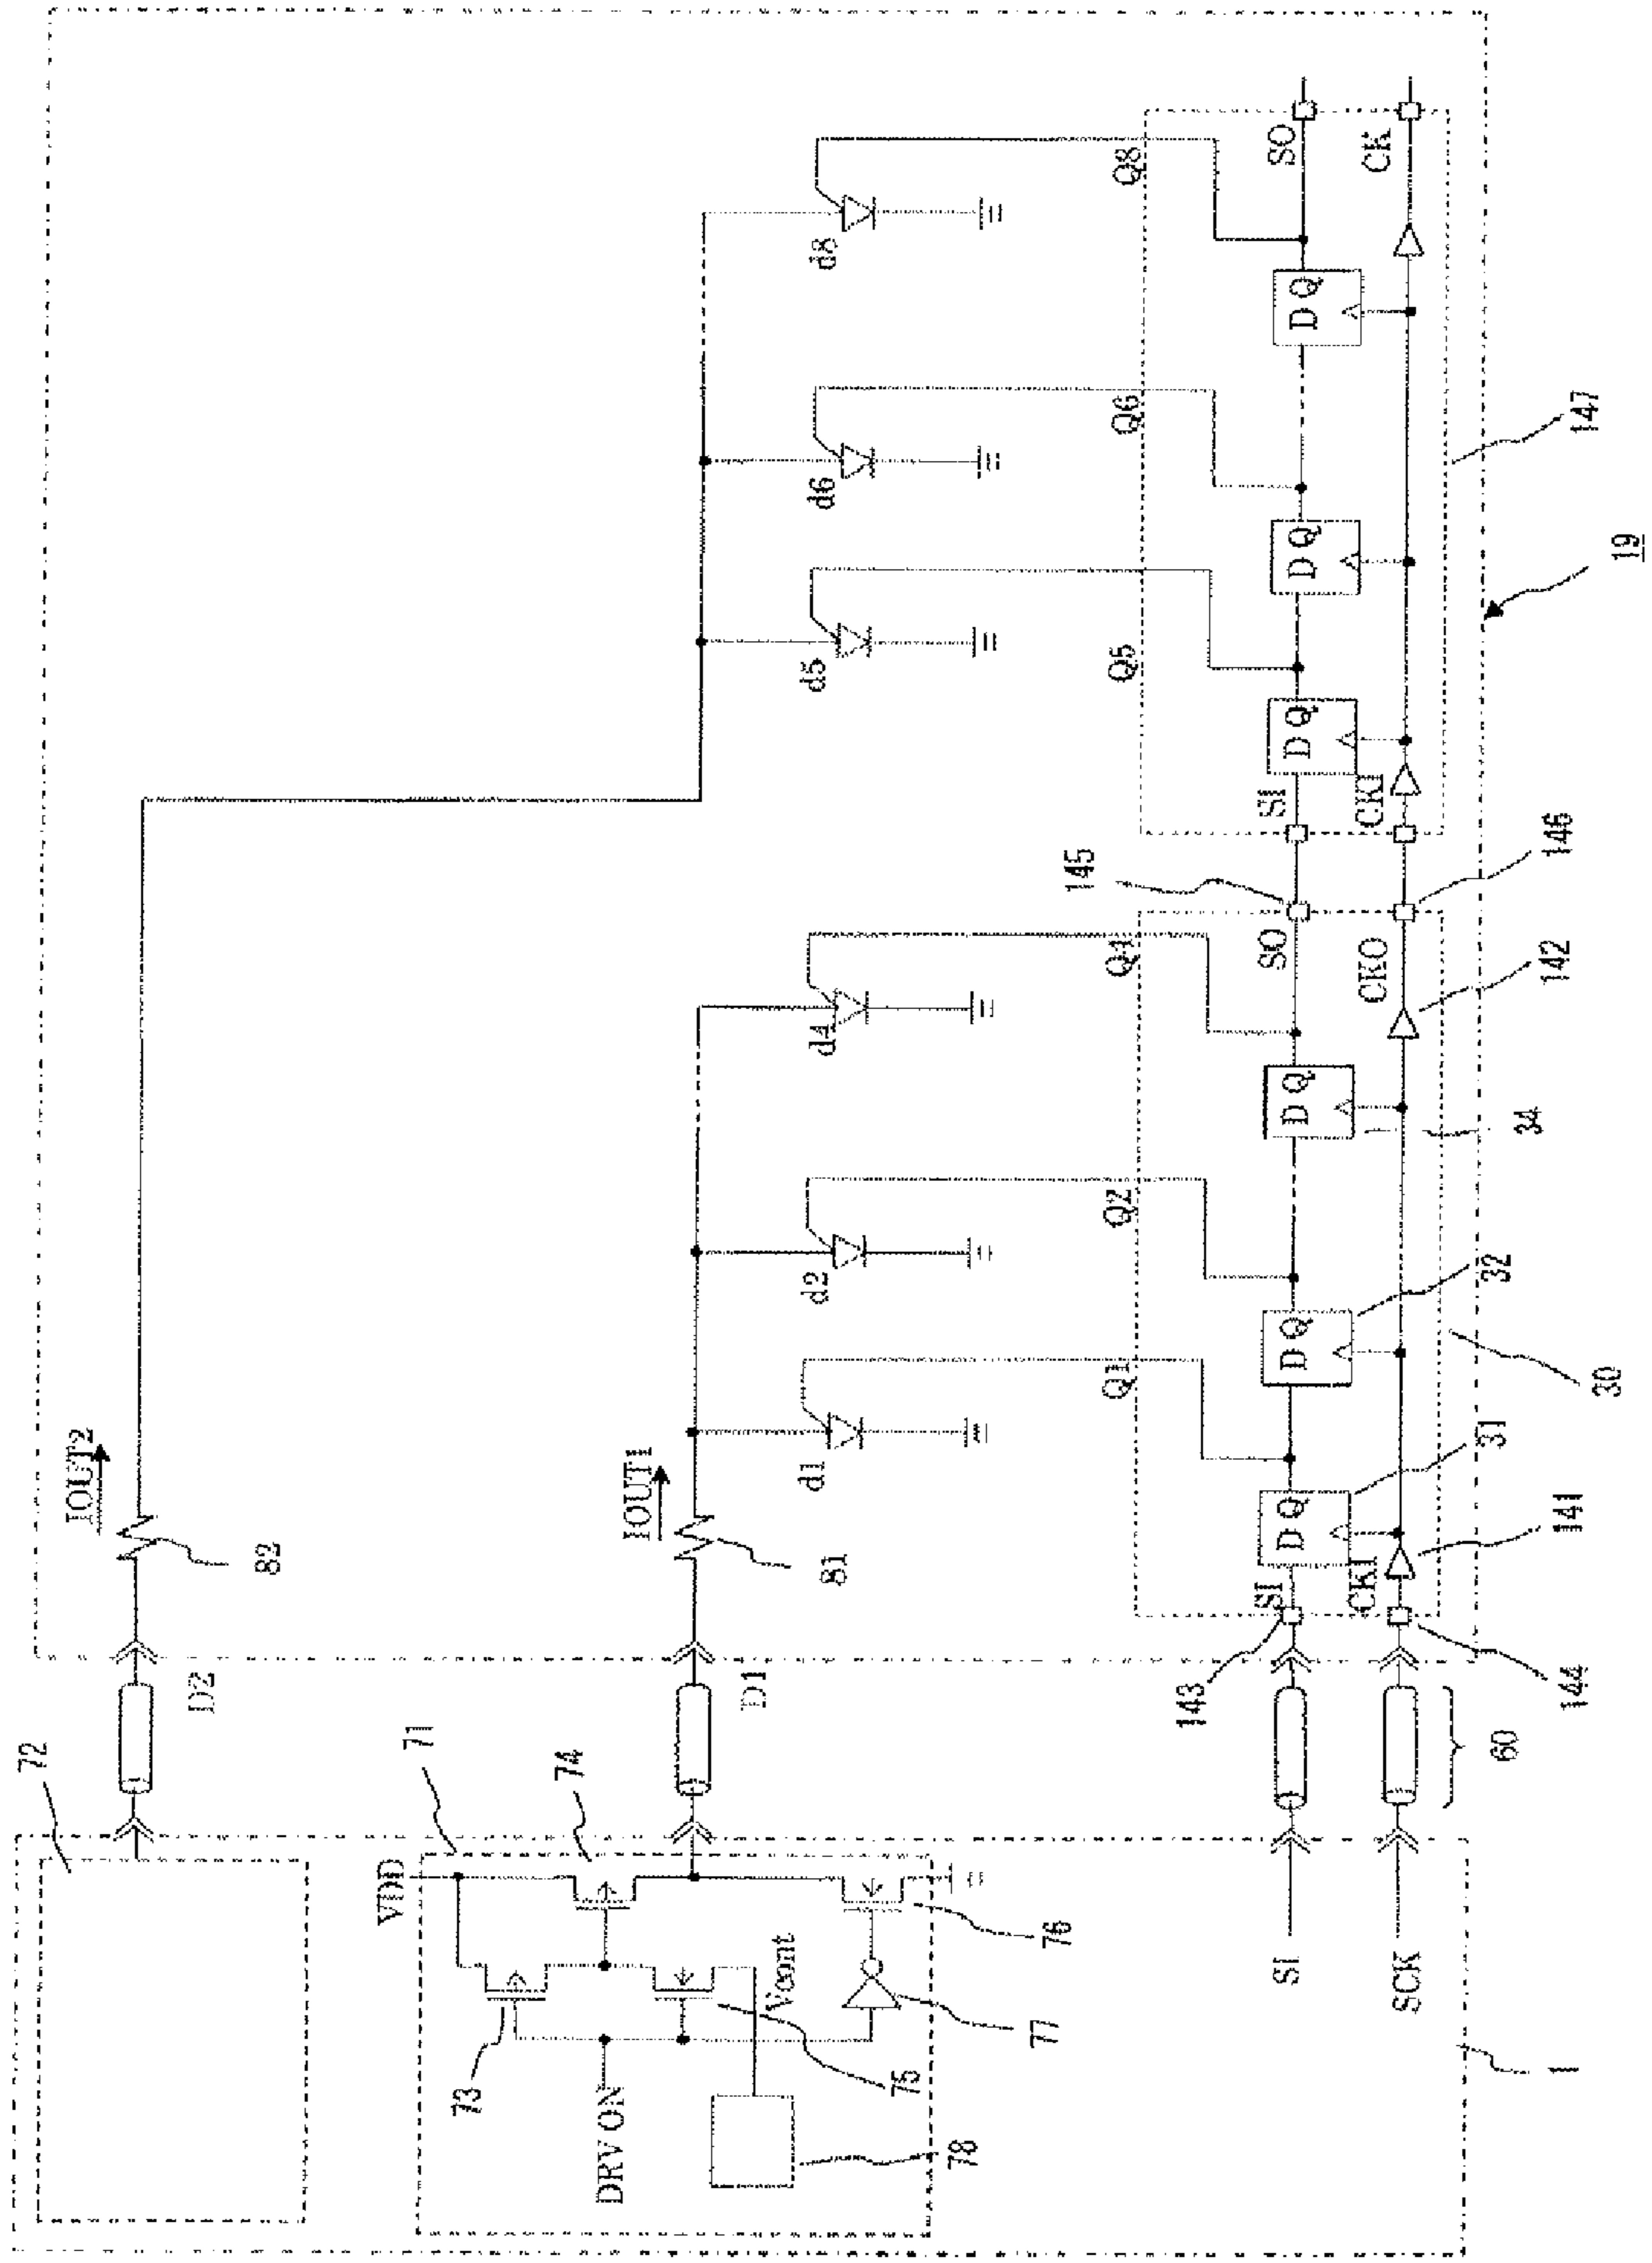 72
D2
82
IOUT2
71
VDD
74
D1
81
IOUT1
73
Vcont
76
DRV ON
75
77
78
d1
d2
d4
d5
d6
d8
Q1
Q2
Q4
Q5
Q6
Q8
143
SI
D Q
D Q
D Q
SO
145
SI
D Q
D Q
D Q
SO
SI
SCK
60
144
CKI
141
31
32
34
CKO
142
146
CKI
CK
147
1
30
19